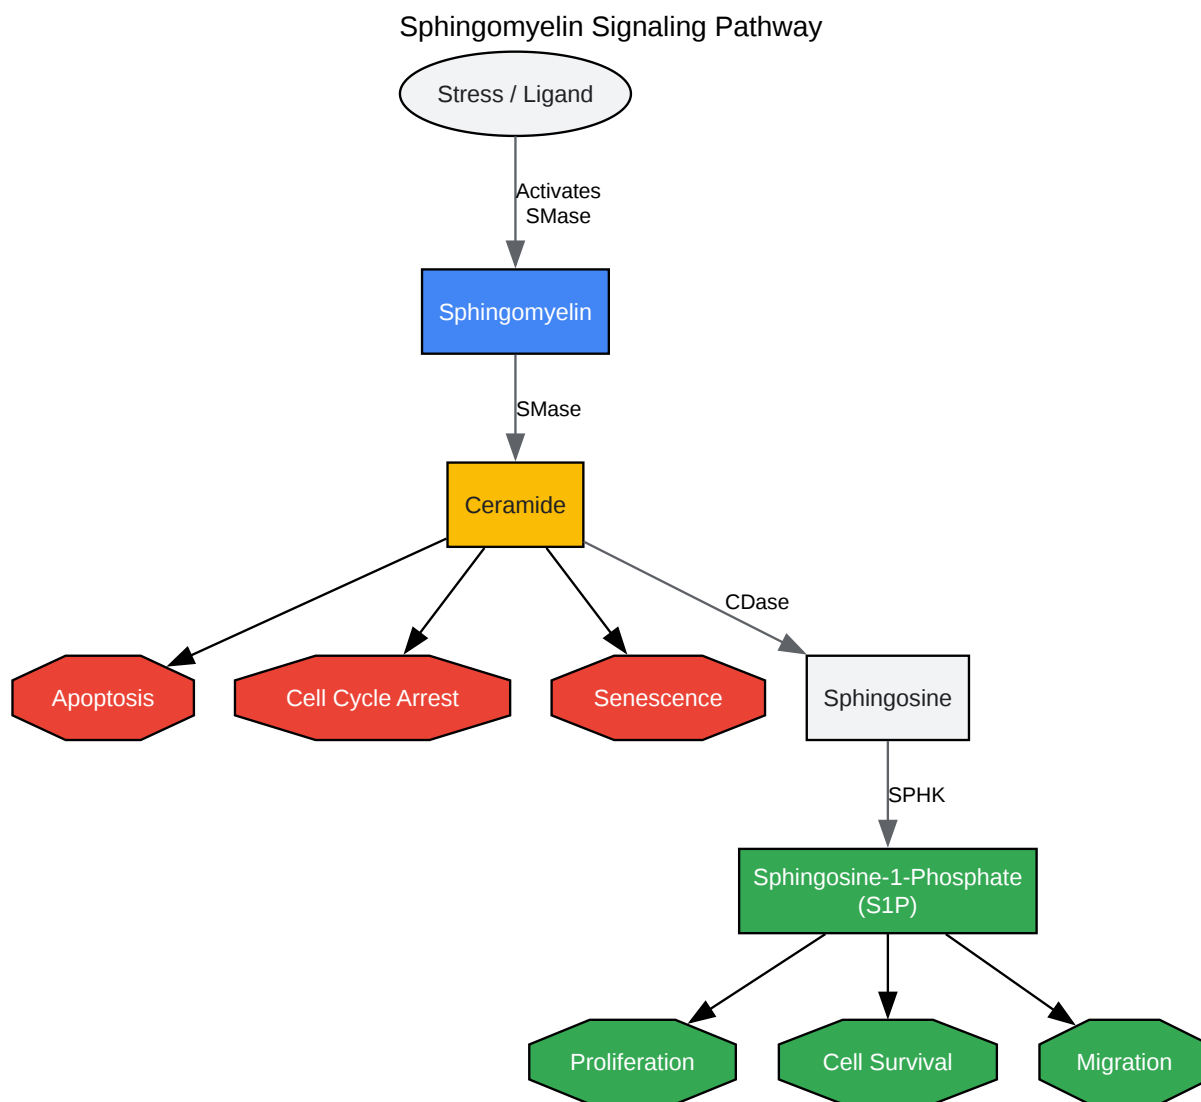 Sphingomyelin Signaling Pathway
Stress / Ligand
Activates
SMase
Sphingomyelin
SMase
Ceramide
CDase
Apoptosis
Cell Cycle Arrest
Senescence
Sphingosine
SPHK
Sphingosine-1-Phosphate
(S1P)
Proliferation
Cell Survival
Migration